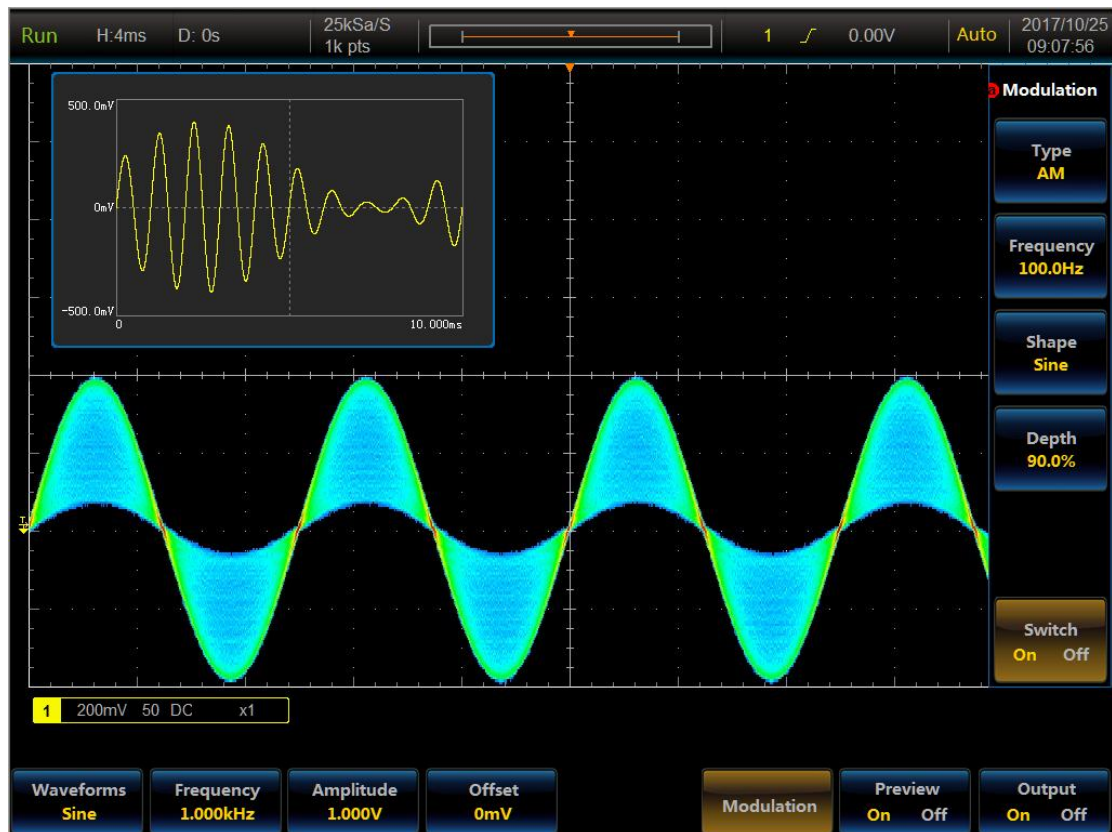 Run H:4ms D: 0s 25kSa/S 1 0.00V Auto 2017/10/25
1k pts 09:07:56
Modulation
500.0mV
0mV
-500.0mV
0 10.000ms
Type
AM
Frequency
100.0Hz
Shape
Sine
Depth
90.0%
Switch
On Off
1 200mV 50 DC x1
Waveforms
Sine
Frequency
1.000kHz
Amplitude
1.000V
Offset
0mV
Modulation
Preview
On Off
Output
On Off